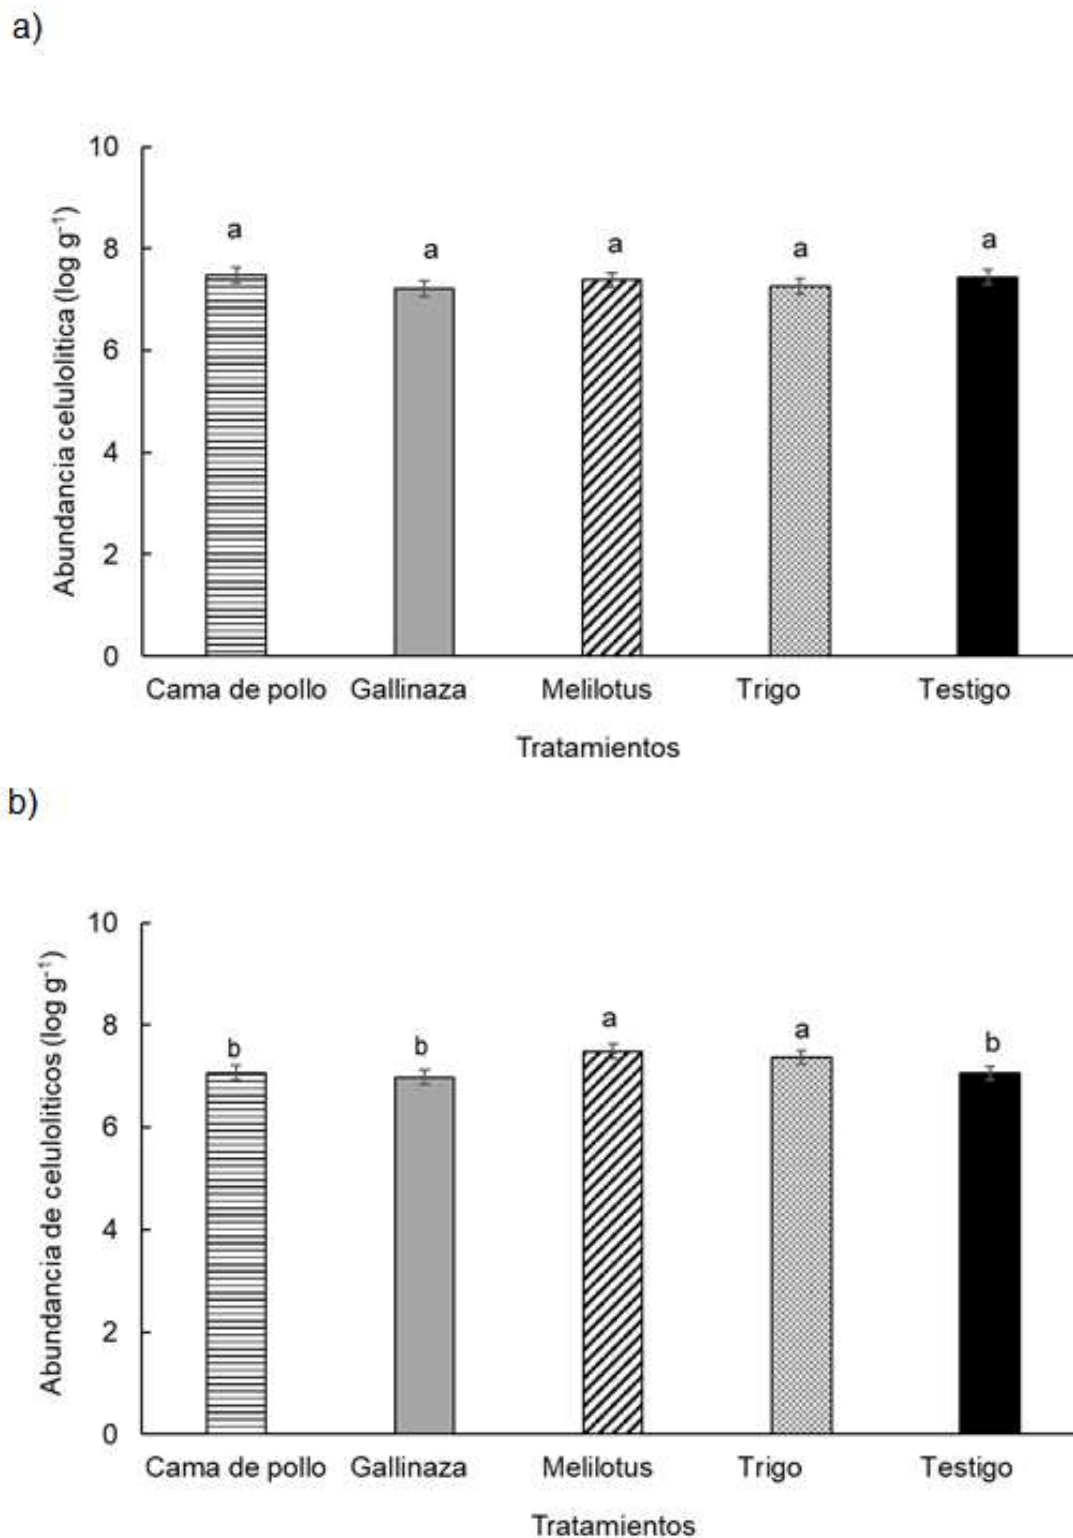 a)
10
8
6
4
2
0
Abundancia celulolítica (log g⁻¹)
a
a
a
a
a
Cama de pollo Gallinaza Melilotus Trigo Testigo
Tratamientos
b)
10
8
6
4
2
0
Abundancia de celuloliticos (log g⁻¹)
b
b
a
a
b
Cama de pollo Gallinaza Melilotus Trigo Testigo
Tratamientos